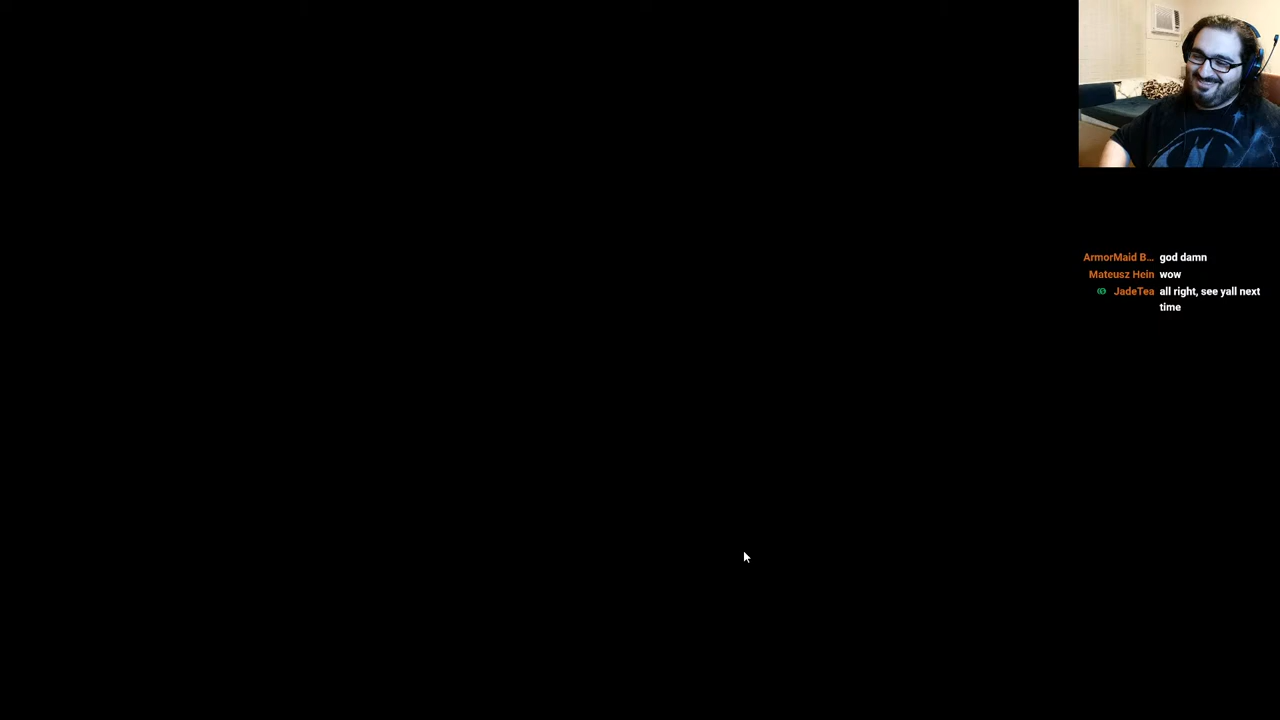 ArmorMaid B... god damn
Mateusz Hein wow
JadeTea all right, see yall next
time